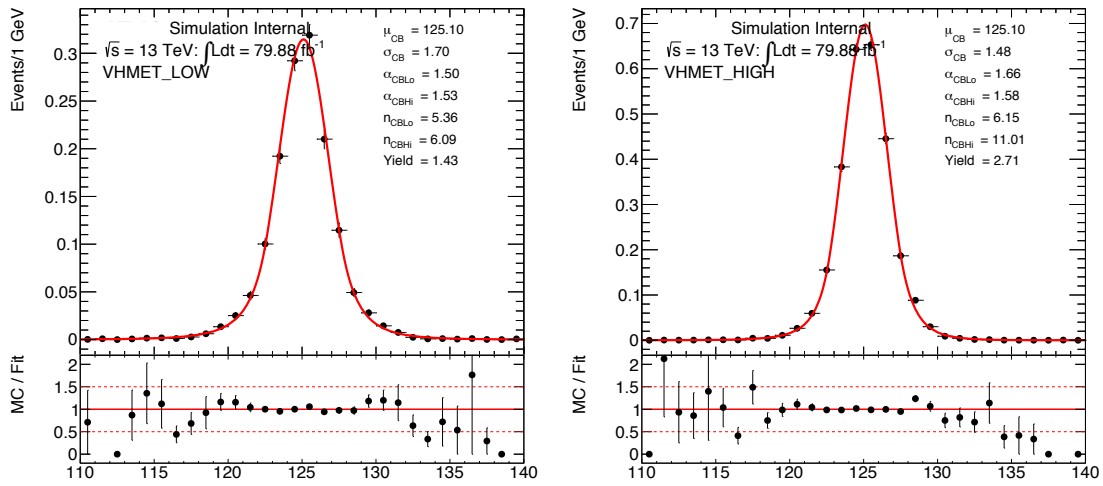 Simulation Internal
√s = 13 TeV: ∫Ldt = 79.88 fb⁻¹
VHMET_LOW
μCB = 125.10
σCB = 1.70
αCBLo = 1.50
αCBHi = 1.53
nCBLo = 5.36
nCBHi = 6.09
Yield = 1.43
Events/1 GeV
0.3
0.25
0.2
0.15
0.1
0.05
0
MC / Fit
2
1.5
1
0.5
0
110 115 120 125 130 135 140
Simulation Internal
√s = 13 TeV: ∫Ldt = 79.88 fb⁻¹
VHMET_HIGH
μCB = 125.10
σCB = 1.48
αCBLo = 1.66
αCBHi = 1.58
nCBLo = 6.15
nCBHi = 11.01
Yield = 2.71
Events/1 GeV
0.7
0.6
0.5
0.4
0.3
0.2
0.1
0
MC / Fit
2
1.5
1
0.5
0
110 115 120 125 130 135 140